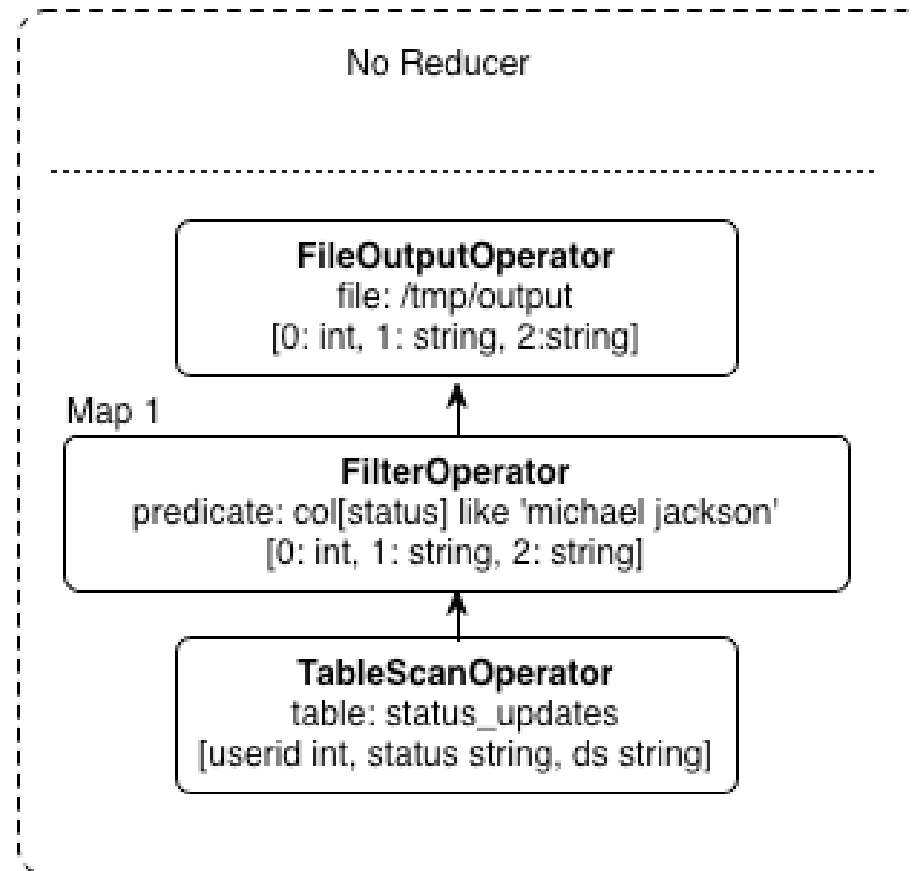 No Reducer
FileOutputOperator
file: /tmp/output
[0: int, 1: string, 2:string]
Map 1
FilterOperator
predicate: col[status] like 'michael jackson'
[0: int, 1: string, 2: string]
TableScanOperator
table: status_updates
[userid int, status string, ds string]